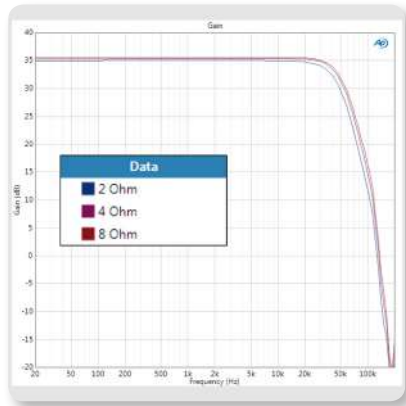 Gain
AP
40
35
30
25
20
15
10
5
0
-5
-10
-15
-20
Gain (dB)
Data
2 Ohm
4 Ohm
8 Ohm
20 50 100 200 500 1k 2k 5k 10k 20k 50k 100k
Frequency (Hz)